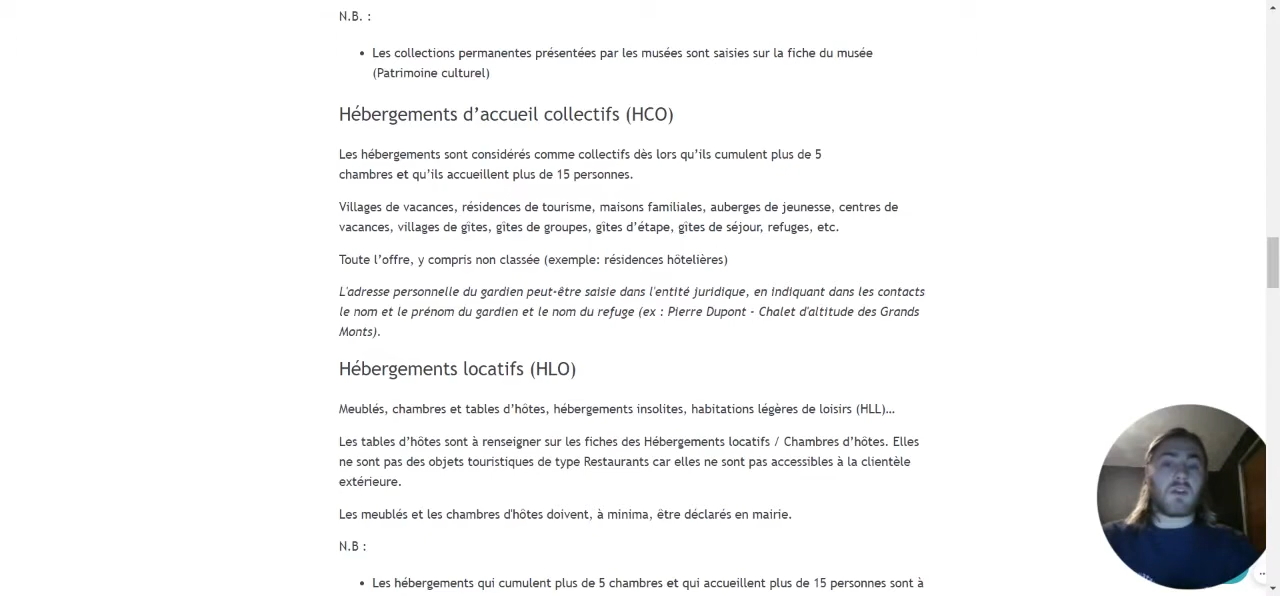 N.B. :
• Les collections permanentes présentées par les musées sont saisies sur la fiche du musée
(Patrimoine culturel)
Hébergements d’accueil collectifs (HCO)
Les hébergements sont considérés comme collectifs dès lors qu’ils cumulent plus de 5
chambres et qu’ils accueillent plus de 15 personnes.
Villages de vacances, résidences de tourisme, maisons familiales, auberges de jeunesse, centres de
vacances, villages de gîtes, gîtes de groupes, gîtes d’étape, gîtes de séjour, refuges, etc.
Toute l’offre, y compris non classée (exemple: résidences hôtelières)
L'adresse personnelle du gardien peut-être saisie dans l'entité juridique, en indiquant dans les contacts
le nom et le prénom du gardien et le nom du refuge (ex : Pierre Dupont - Chalet d'altitude des Grands
Monts).
Hébergements locatifs (HLO)
Meublés, chambres et tables d’hôtes, hébergements insolites, habitations légères de loisirs (HLL)…
Les tables d’hôtes sont à renseigner sur les fiches des Hébergements locatifs / Chambres d’hôtes. Elles
ne sont pas des objets touristiques de type Restaurants car elles ne sont pas accessibles à la clientèle
extérieure.
Les meublés et les chambres d'hôtes doivent, à minima, être déclarés en mairie.
N.B :
• Les hébergements qui cumulent plus de 5 chambres et qui accueillent plus de 15 personnes sont à